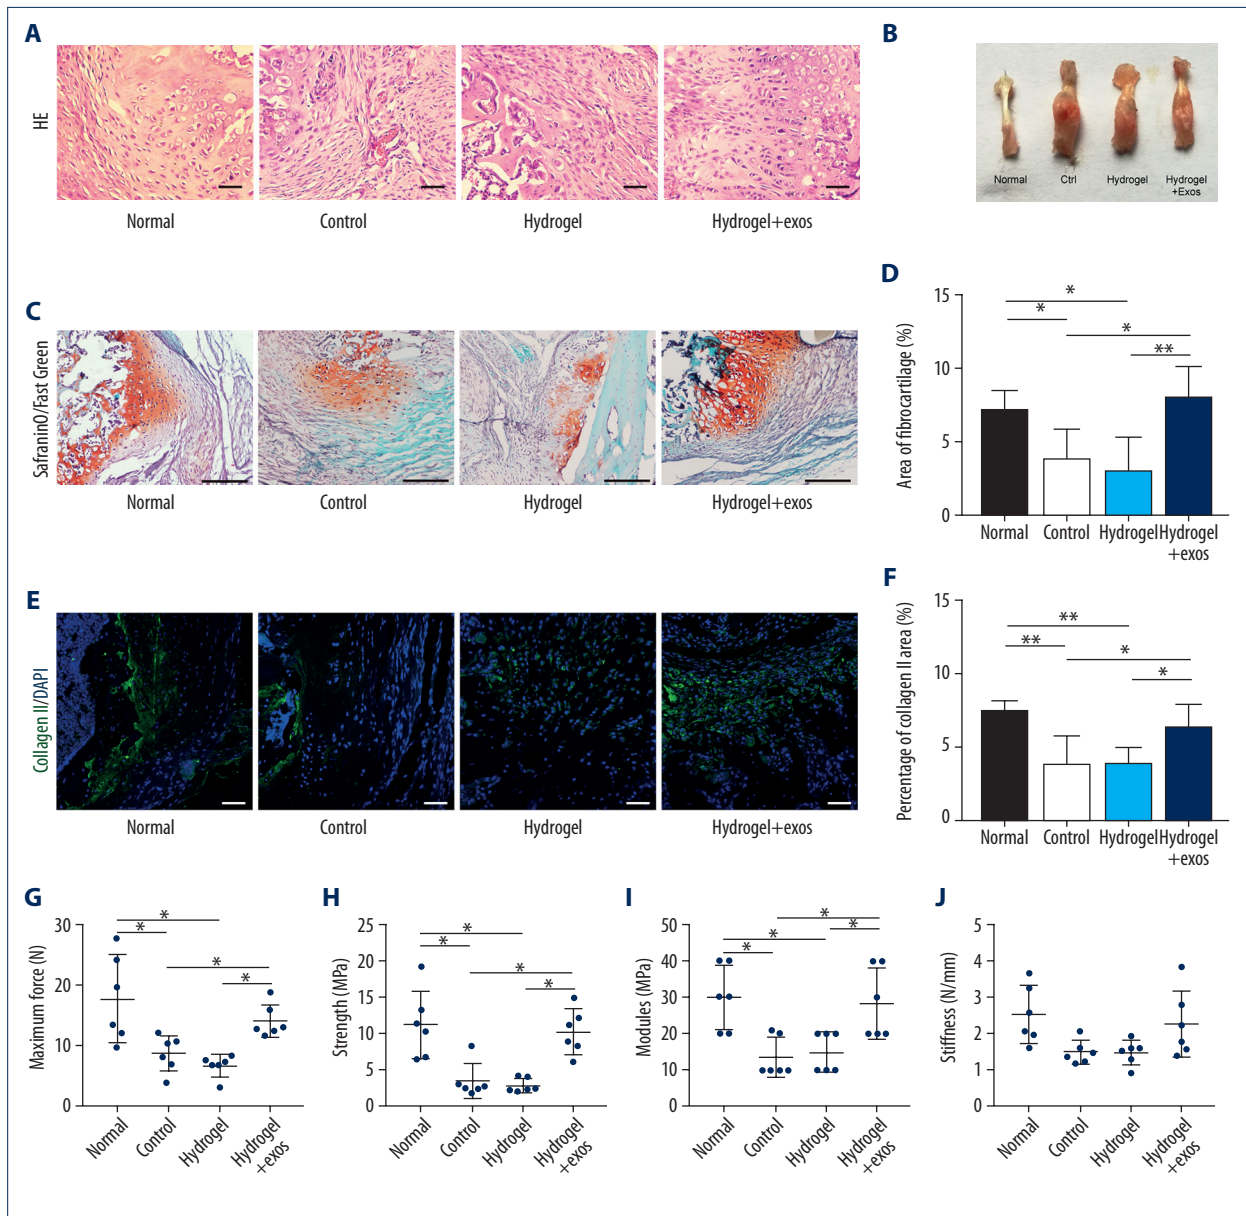 A
HE
Normal
Control
Hydrogel
Hydrogel+exos
B
Normal
Ctrl
Hydrogel
Hydrogel
+Exos
C
SafraninO/Fast Green
Normal
Control
Hydrogel
Hydrogel+exos
D
Area of fibrocartilage (%)
15
10
5
0
*
*
*
**
Normal
Control
Hydrogel
Hydrogel
+exos
E
Collagen II/DAPI
Normal
Control
Hydrogel
Hydrogel+exos
F
Percentage of collagen II area (%)
15
10
5
0
**
**
*
*
Normal
Control
Hydrogel
Hydrogel
+exos
G
Maximum force (N)
30
20
10
0
*
*
*
*
Normal
Control
Hydrogel
Hydrogel
+exos
H
Strength (MPa)
25
20
15
10
5
0
*
*
*
*
Normal
Control
Hydrogel
Hydrogel
+exos
I
Modules (MPa)
50
40
30
20
10
0
*
*
*
*
Normal
Control
Hydrogel
Hydrogel
+exos
J
Stiffness (N/mm)
5
4
3
2
1
0
Normal
Control
Hydrogel
Hydrogel
+exos